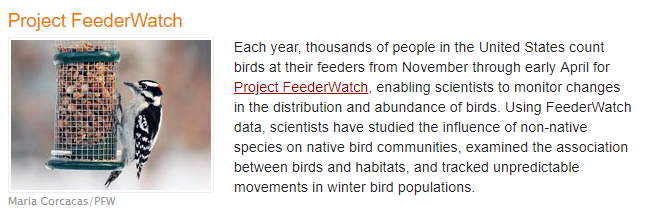 Project FeederWatch
Each year, thousands of people in the United States count
birds at their feeders from November through early April for
Project FeederWatch, enabling scientists to monitor changes
in the distribution and abundance of birds. Using FeederWatch
data, scientists have studied the influence of non-native
species on native bird communities, examined the association
between birds and habitats, and tracked unpredictable
movements in winter bird populations.
Maria Corcacas/PFW